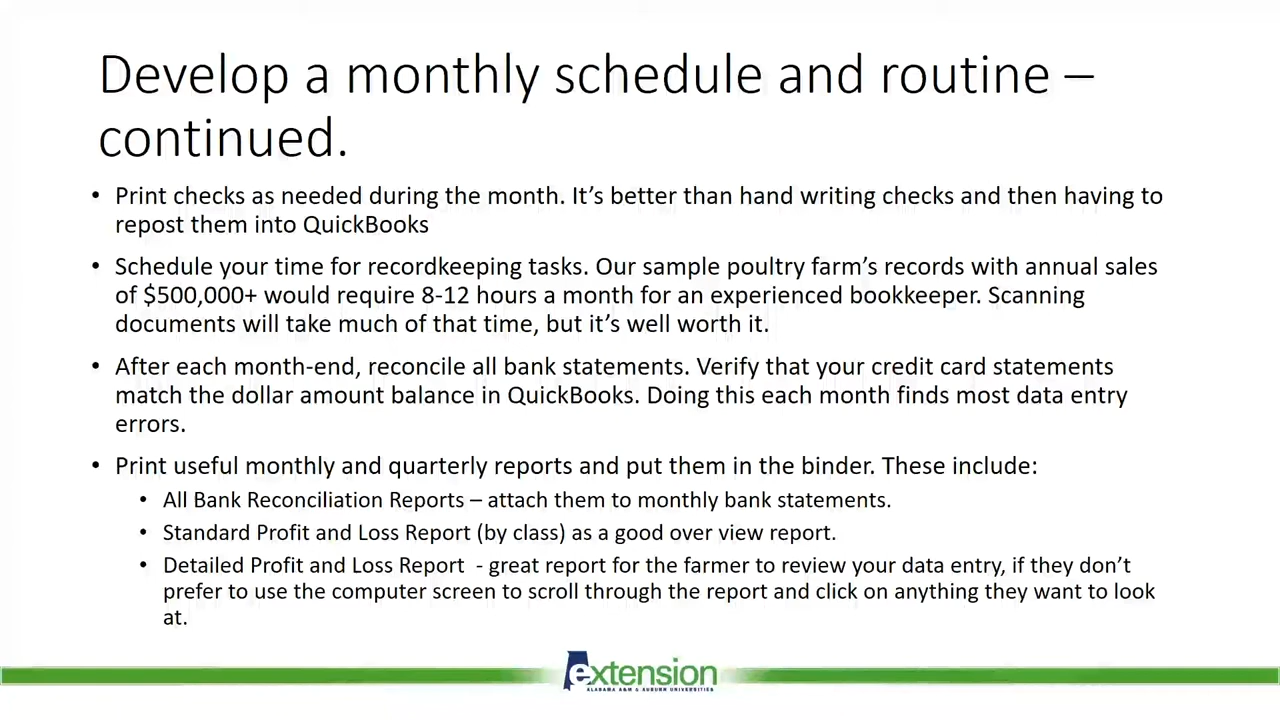 Develop a monthly schedule and routine –
continued.
• Print checks as needed during the month. It’s better than hand writing checks and then having to
repost them into QuickBooks
• Schedule your time for recordkeeping tasks. Our sample poultry farm’s records with annual sales
of $500,000+ would require 8-12 hours a month for an experienced bookkeeper. Scanning
documents will take much of that time, but it’s well worth it.
• After each month-end, reconcile all bank statements. Verify that your credit card statements
match the dollar amount balance in QuickBooks. Doing this each month finds most data entry
errors.
• Print useful monthly and quarterly reports and put them in the binder. These include:
• All Bank Reconciliation Reports – attach them to monthly bank statements.
• Standard Profit and Loss Report (by class) as a good over view report.
• Detailed Profit and Loss Report  - great report for the farmer to review your data entry, if they don’t
prefer to use the computer screen to scroll through the report and click on anything they want to look
at.
extension
ALABAMA A&M & AUBURN UNIVERSITIES